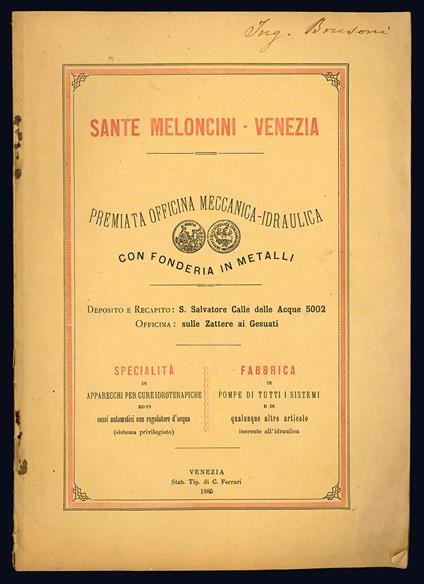 Ing. Brusoni
SANTE MELONCINI - VENEZIA
PREMIATA OFFICINA MECCANICA-IDRAULICA
CON FONDERIA IN METALLI
DEPOSITO E RECAPITO: S. Salvatore Calle delle Acque 5002
OFFICINA: sulle Zattere ai Gesuati
SPECIALITÀ
IN
APPARECCHI PER CURE IDROTERAPICHE
ED IN
cessi automatici con regolatore d'acqua
(sistema privilegiato)
FABBRICA
DI
POMPE DI TUTTI I SISTEMI
E DI
qualunque altro articolo
inerente all'idraulica
VENEZIA
Stab. Tip. di C. Ferrari
1885